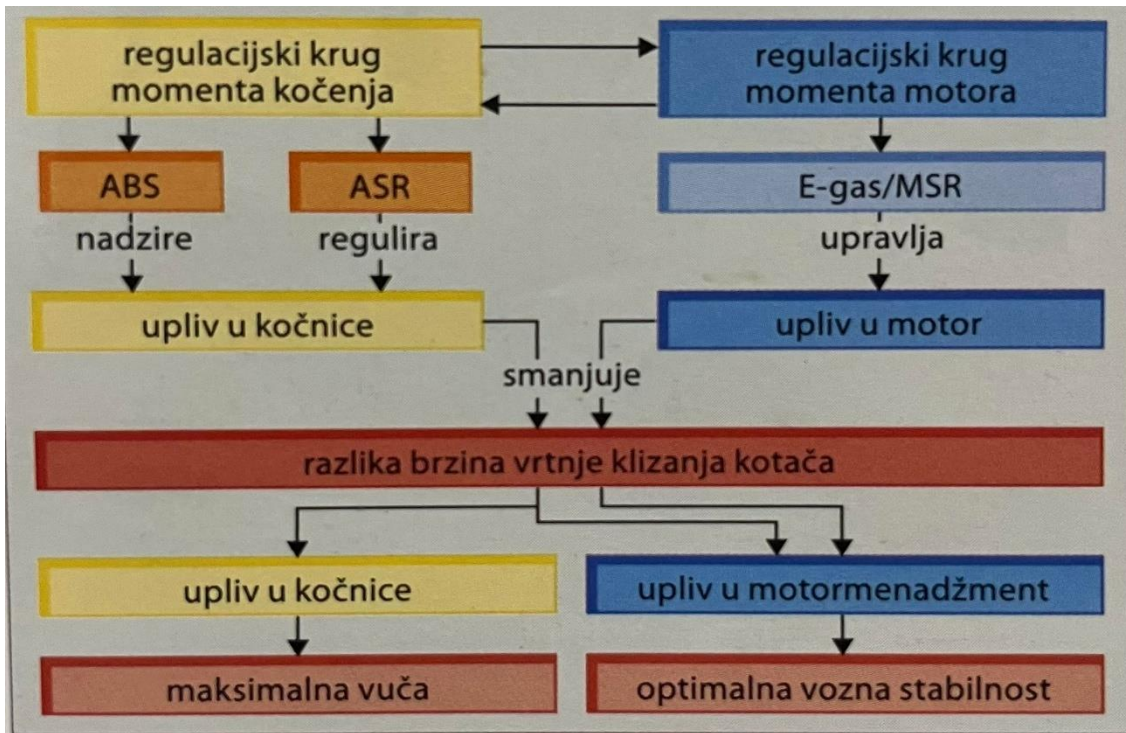 regulacijski krug
momenta kočenja
regulacijski krug
momenta motora
ABS
ASR
E-gas/MSR
nadzire
regulira
upravlja
upliv u kočnice
upliv u motor
smanjuje
razlika brzina vrtnje klizanja kotača
upliv u kočnice
upliv u motormenadžment
maksimalna vuča
optimalna vozna stabilnost